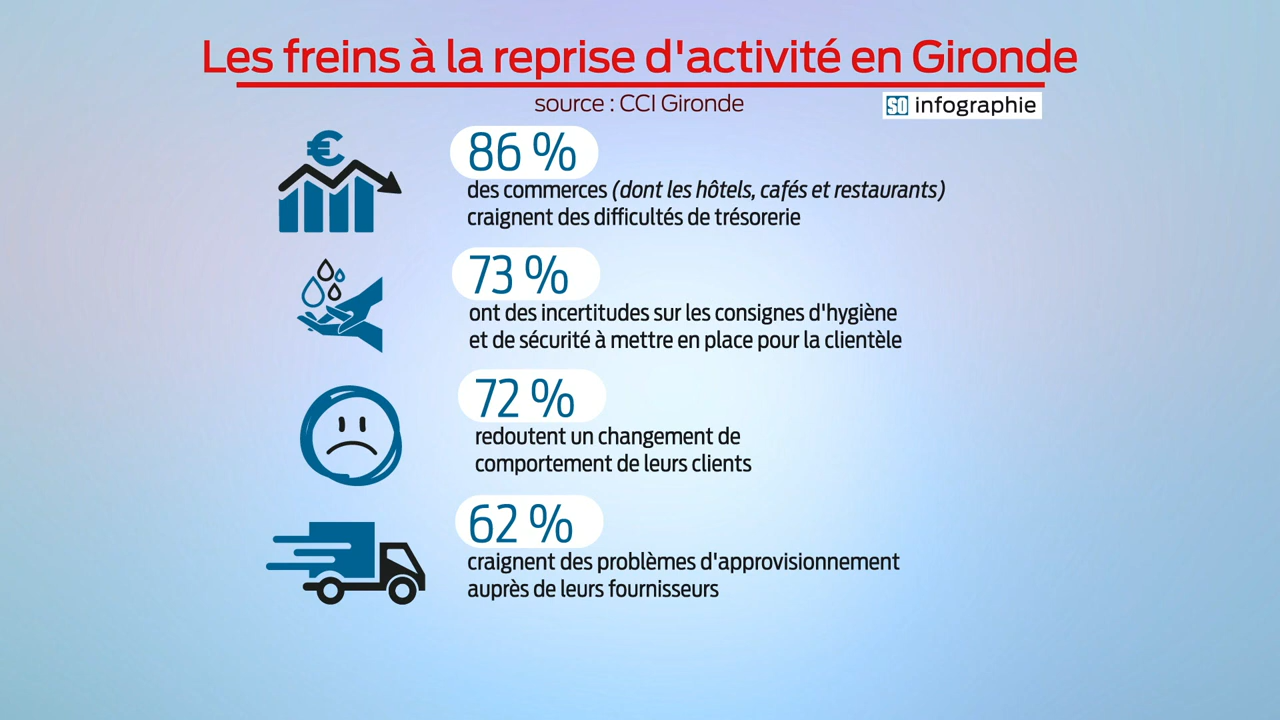 Les freins à la reprise d'activité en Gironde
source : CCI Gironde
SO infographie
€
86 %
des commerces (dont les hôtels, cafés et restaurants)
craignent des difficultés de trésorerie
73 %
ont des incertitudes sur les consignes d'hygiène
et de sécurité à mettre en place pour la clientèle
72 %
redoutent un changement de
comportement de leurs clients
62 %
craignent des problèmes d'approvisionnement
auprès de leurs fournisseurs